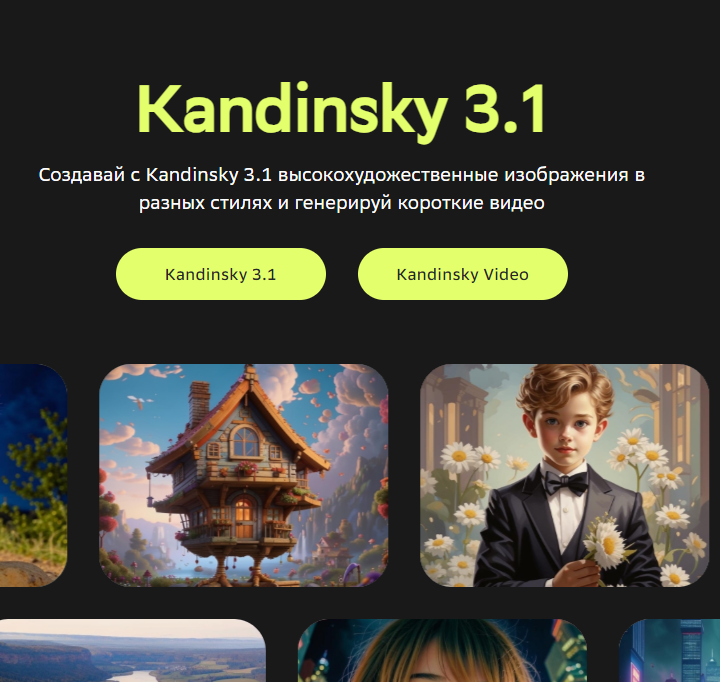 Kandinsky 3.1
Создавай с Kandinsky 3.1 высокохудожественные изображения в
разных стилях и генерируй короткие видео
Kandinsky 3.1
Kandinsky Video